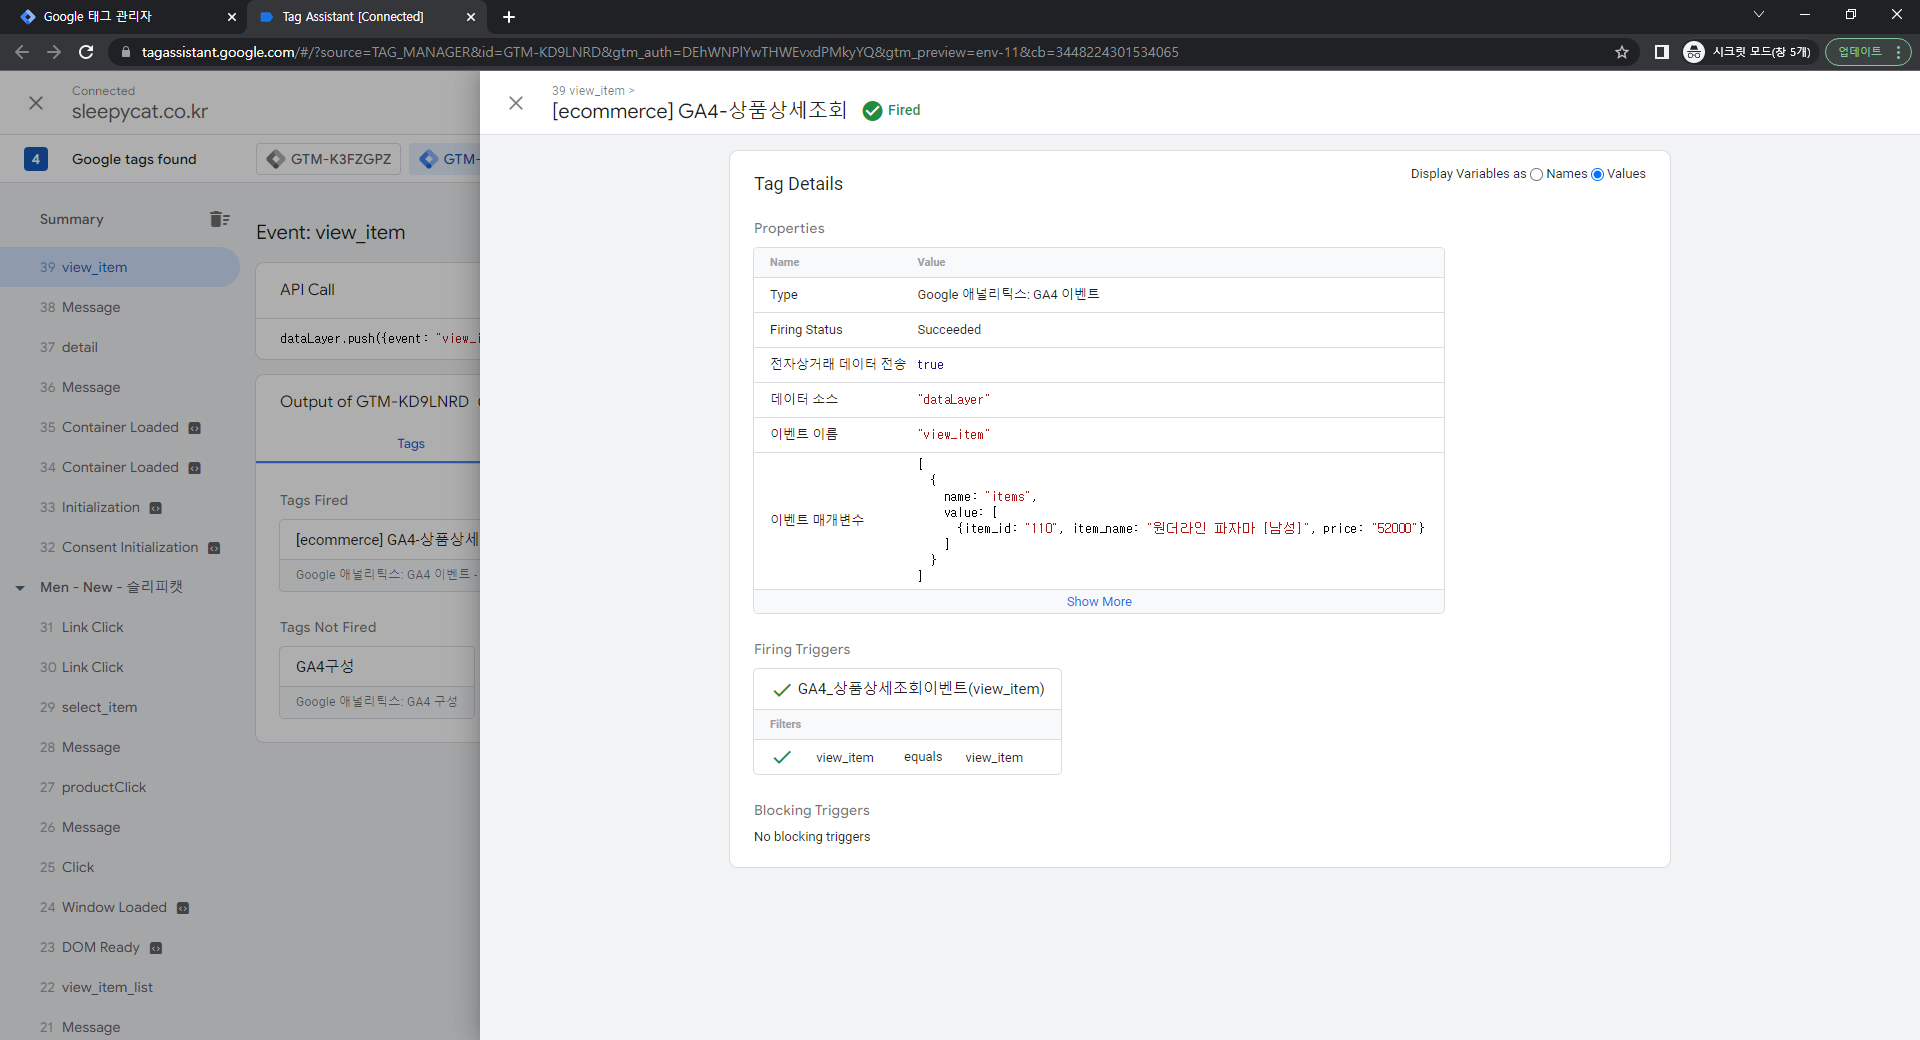 Google 태그 관리자
Tag Assistant [Connected]
tagassistant.google.com/#/?source=TAG_MANAGER&id=GTM-KD9LNRD&gtm_auth=DEhWNPlYwTHWEvxdPMkyYQ&gtm_preview=env-11&cb=3448224301534065
시크릿 모드(창 5개)
업데이트
Connected
sleepycat.co.kr
4
Google tags found
GTM-K3FZGPZ
GTM-
Summary
39 view_item
38 Message
37 detail
36 Message
35 Container Loaded
34 Container Loaded
33 Initialization
32 Consent Initialization
Men - New - 슬리피캣
31 Link Click
30 Link Click
29 select_item
28 Message
27 productClick
26 Message
25 Click
24 Window Loaded
23 DOM Ready
22 view_item_list
21 Message
Event: view_item
API Call
dataLayer.push({event: "view_i
Output of GTM-KD9LNRD
Tags
Tags Fired
[ecommerce] GA4-상품상세
Google 애널리틱스: GA4 이벤트 -
Tags Not Fired
GA4구성
Google 애널리틱스: GA4 구성
39 view_item >
[ecommerce] GA4-상품상세조회
Fired
Tag Details
Display Variables as Names Values
Properties
Name Value
Type Google 애널리틱스: GA4 이벤트
Firing Status Succeeded
전자상거래 데이터 전송 true
데이터 소스 "dataLayer"
이벤트 이름 "view_item"
이벤트 매개변수
[
{
name: "items",
value: [
{item_id: "110", item_name: "원더라인 파자마 [남성]", price: "52000"}
]
}
]
Show More
Firing Triggers
GA4_상품상세조회이벤트(view_item)
Filters
view_item equals view_item
Blocking Triggers
No blocking triggers